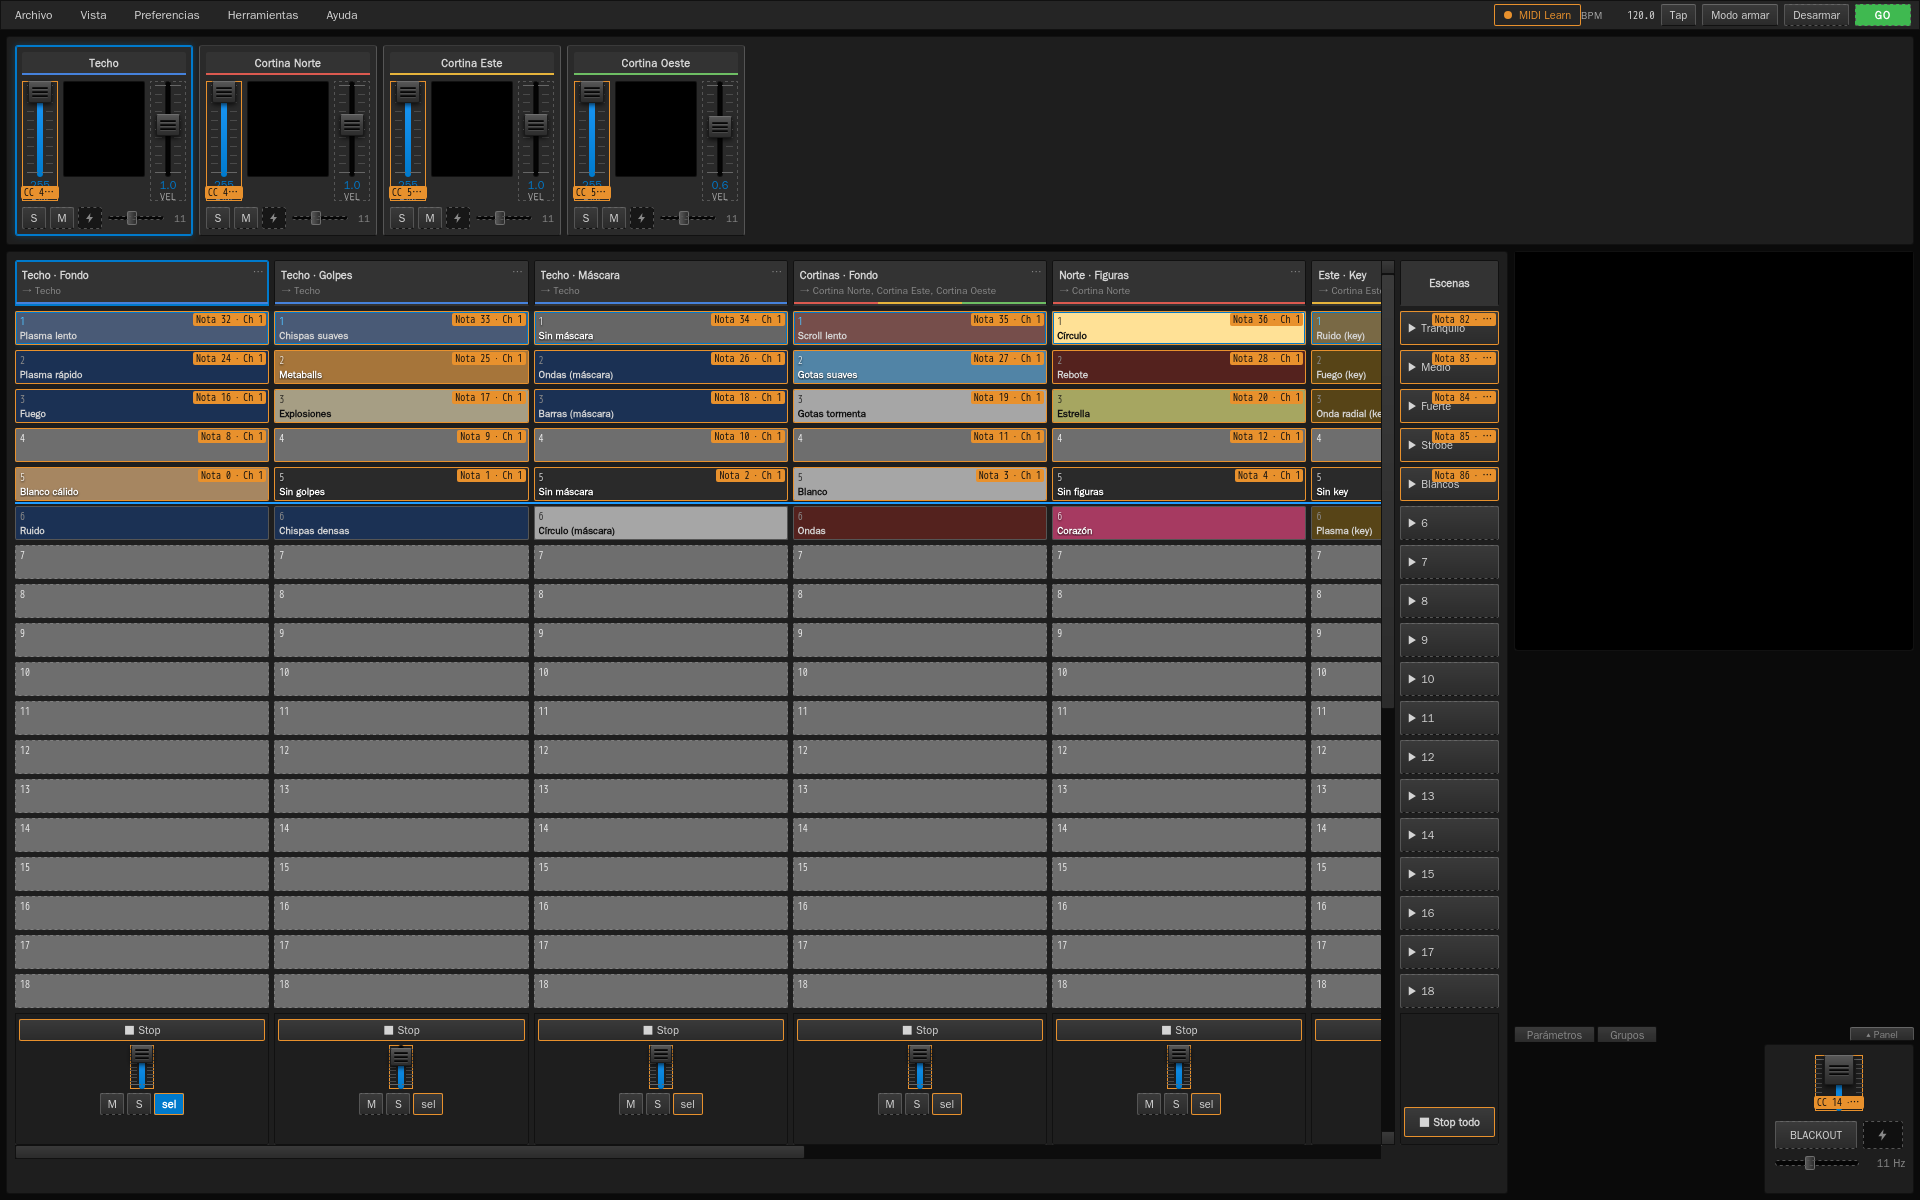 Archivo Vista Preferencias Herramientas Ayuda MIDI Learn BPM 120.0 Tap Modo armar Desarmar GO
Techo Cortina Norte Cortina Este Cortina Oeste
1.0 1.0 1.0 0.6
CC 4··· VEL CC 4··· VEL CC 5··· VEL CC 5··· VEL
S M 11 S M 11 S M 11 S M 11
Techo · Fondo ··· Techo · Golpes ··· Techo · Máscara ··· Cortinas · Fondo ··· Norte · Figuras ··· Este · Key Escenas
→ Techo → Techo → Techo → Cortina Norte, Cortina Este, Cortina Oeste → Cortina Norte → Cortina Est
1 Nota 32 · Ch 1 1 Nota 33 · Ch 1 1 Nota 34 · Ch 1 1 Nota 35 · Ch 1 1 Nota 36 · Ch 1 1 Nota 82 · ···
Plasma lento Chispas suaves Sin máscara Scroll lento Círculo Ruido (key) Tranquilo
2 Nota 24 · Ch 1 2 Nota 25 · Ch 1 2 Nota 26 · Ch 1 2 Nota 27 · Ch 1 2 Nota 28 · Ch 1 2 Nota 83 · ···
Plasma rápido Metaballs Ondas (máscara) Gotas suaves Rebote Fuego (key) Medio
3 Nota 16 · Ch 1 3 Nota 17 · Ch 1 3 Nota 18 · Ch 1 3 Nota 19 · Ch 1 3 Nota 20 · Ch 1 3 Nota 84 · ···
Fuego Explosiones Barras (máscara) Gotas tormenta Estrella Onda radial (ke Fuerte
4 Nota 8 · Ch 1 4 Nota 9 · Ch 1 4 Nota 10 · Ch 1 4 Nota 11 · Ch 1 4 Nota 12 · Ch 1 4 Nota 85 · ···
Strobe
5 Nota 0 · Ch 1 5 Nota 1 · Ch 1 5 Nota 2 · Ch 1 5 Nota 3 · Ch 1 5 Nota 4 · Ch 1 5 Nota 86 · ···
Blanco cálido Sin golpes Sin máscara Blanco Sin figuras Sin key Blancos
6 6 6 6 6 6 6
Ruido Chispas densas Círculo (máscara) Ondas Corazón Plasma (key)
7 7 7 7 7 7 7
8 8 8 8 8 8 8
9 9 9 9 9 9 9
10 10 10 10 10 10 10
11 11 11 11 11 11 11
12 12 12 12 12 12 12
13 13 13 13 13 13 13
14 14 14 14 14 14 14
15 15 15 15 15 15 15
16 16 16 16 16 16 16
17 17 17 17 17 17 17
18 18 18 18 18 18 18
Stop Stop Stop Stop Stop Parámetros Grupos Panel
M S sel M S sel M S sel M S sel M S sel CC 14 ····
Stop todo
BLACKOUT
11 Hz